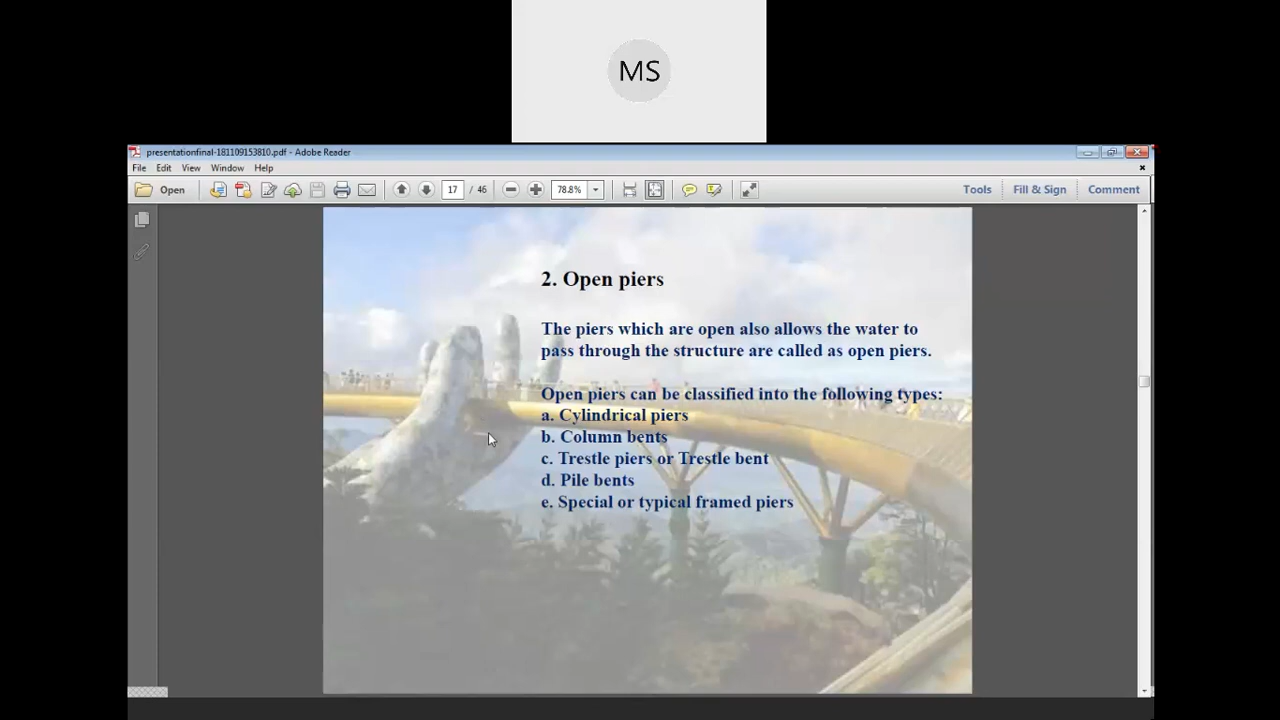 MS
presentationfinal-181109153810.pdf - Adobe Reader
File Edit View Window Help
Open 17 / 46 78.8% Tools Fill & Sign Comment
2. Open piers
The piers which are open also allows the water to
pass through the structure are called as open piers.
Open piers can be classified into the following types:
a. Cylindrical piers
b. Column bents
c. Trestle piers or Trestle bent
d. Pile bents
e. Special or typical framed piers